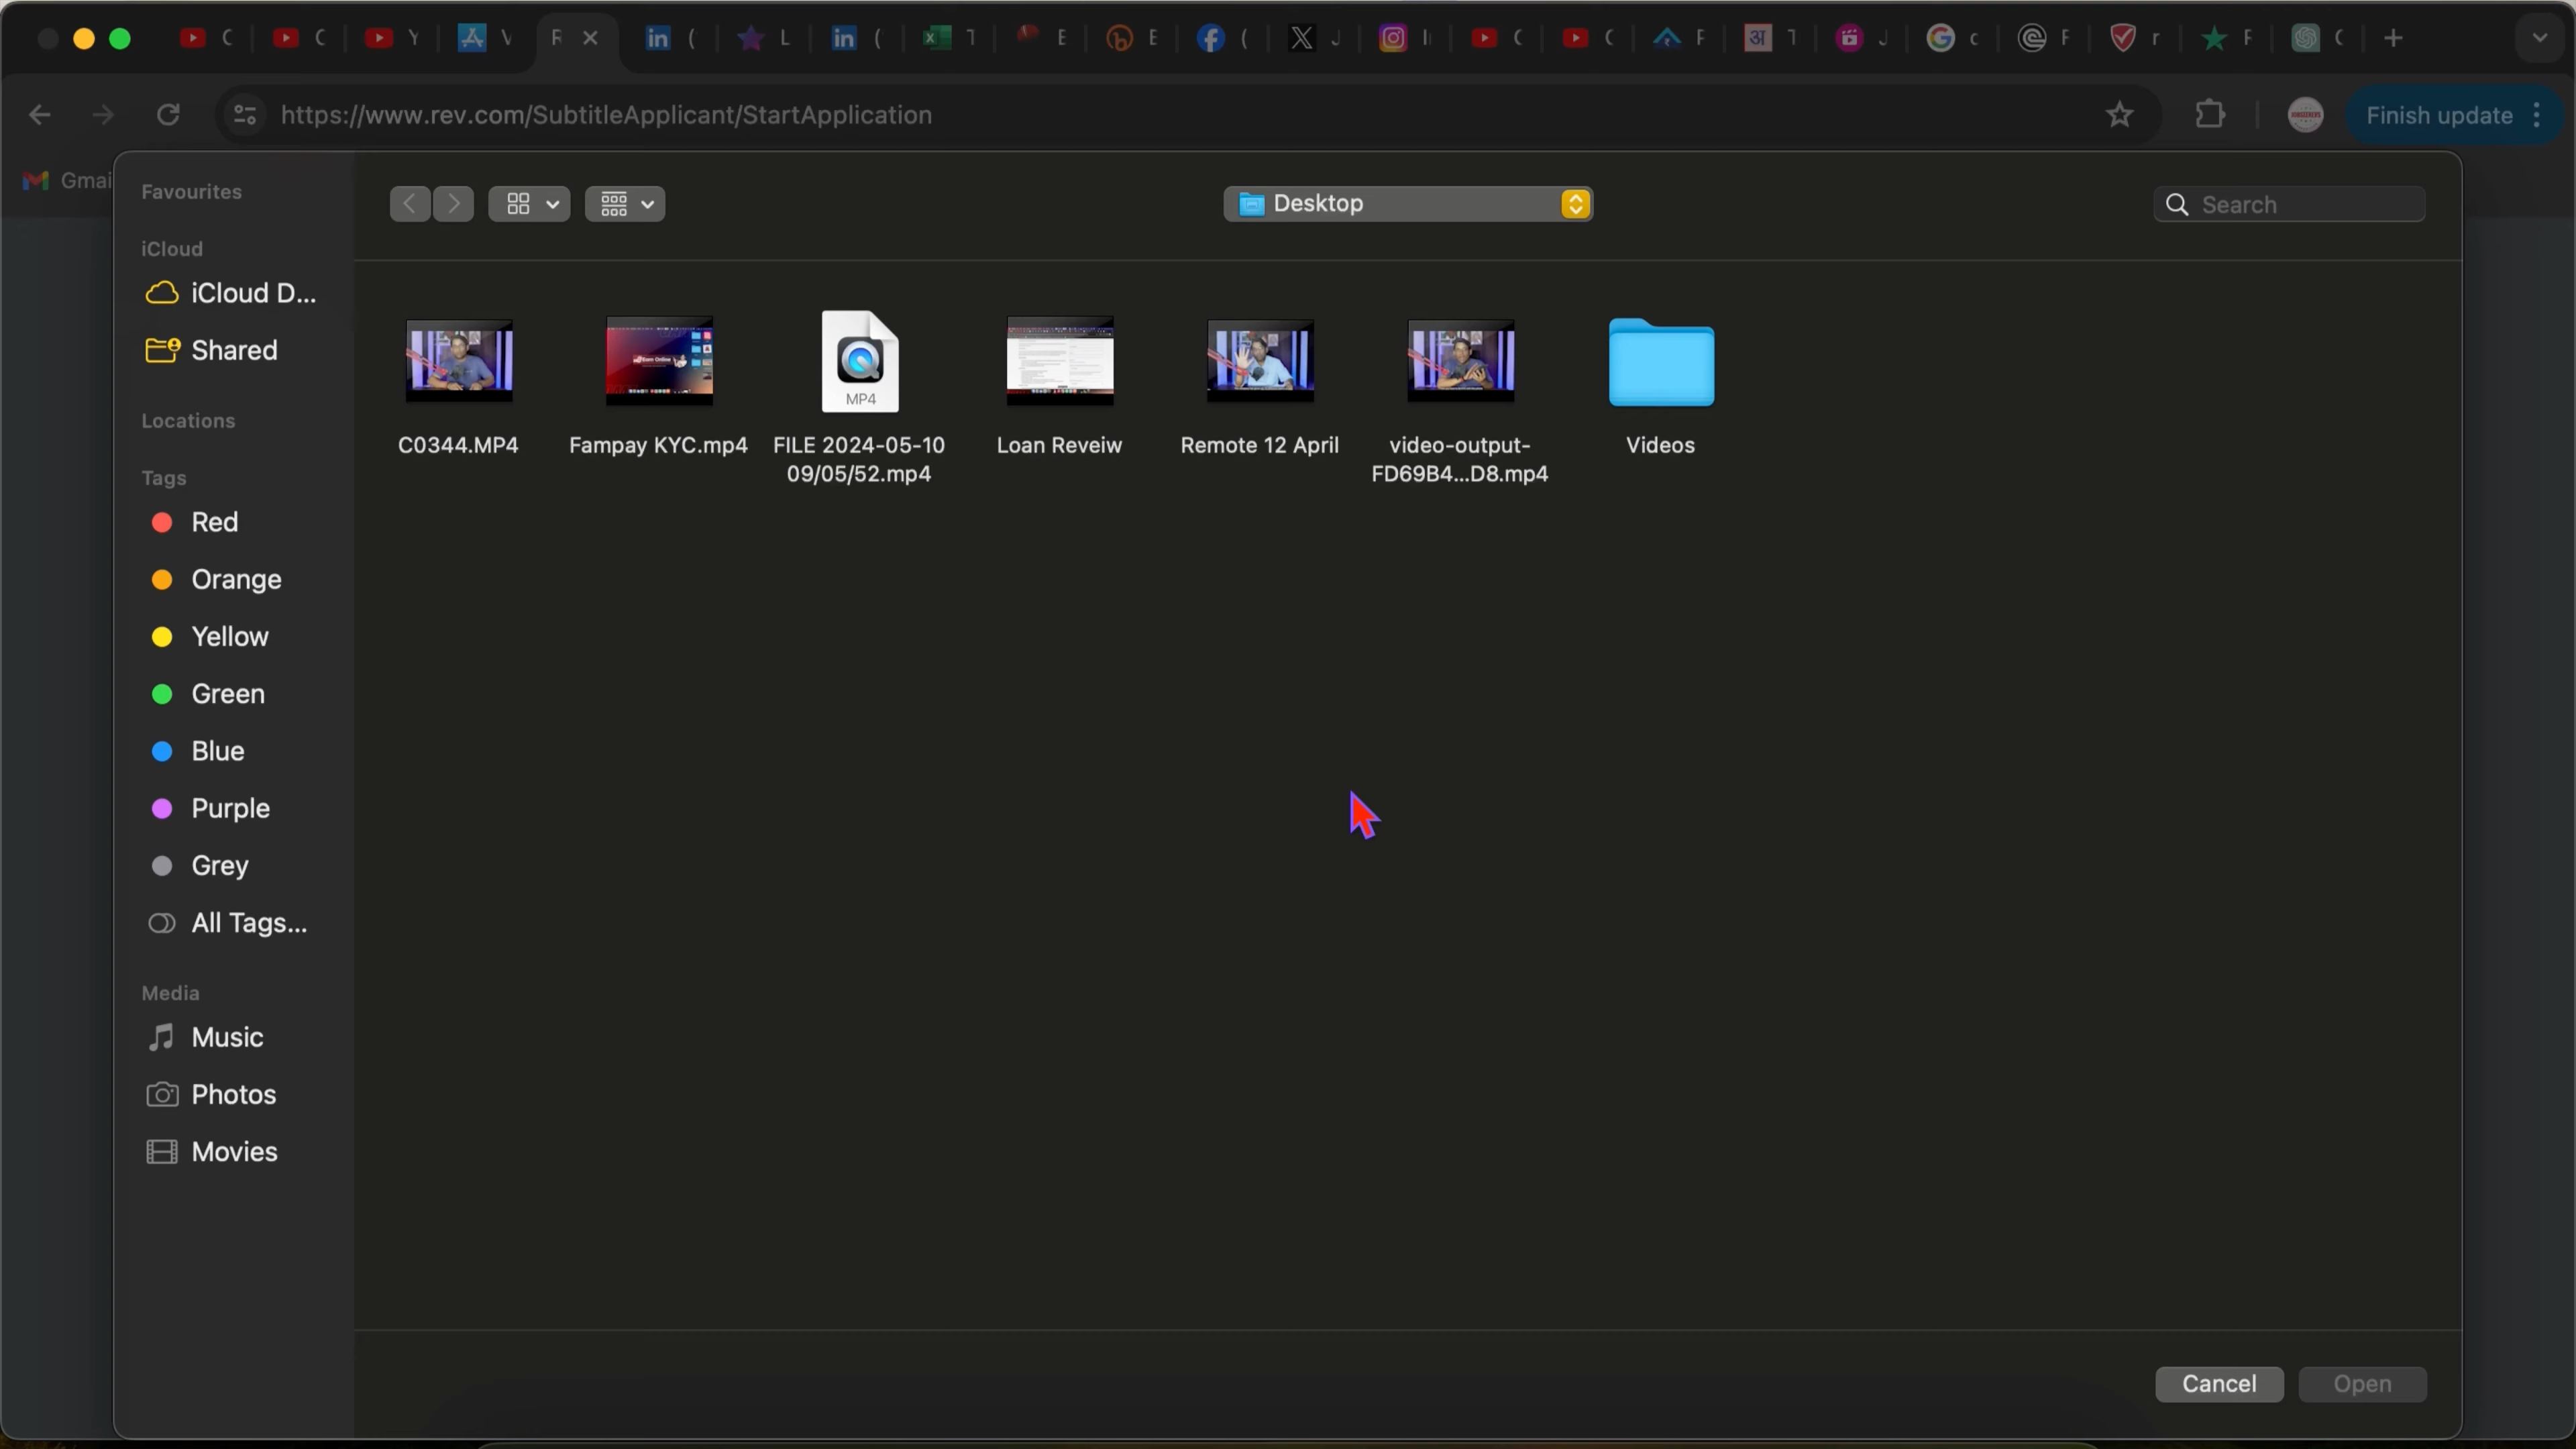 https://www.rev.com/SubtitleApplicant/StartApplication
Finish update
Gmai
Favourites
iCloud
iCloud D...
Shared
Locations
Tags
Red
Orange
Yellow
Green
Blue
Purple
Grey
All Tags...
Media
Music
Photos
Movies
Desktop
Search
C0344.MP4
Fampay KYC.mp4
MP4
FILE 2024-05-10
09/05/52.mp4
Loan Reveiw
Remote 12 April
video-output-
FD69B4...D8.mp4
Videos
Cancel
Open